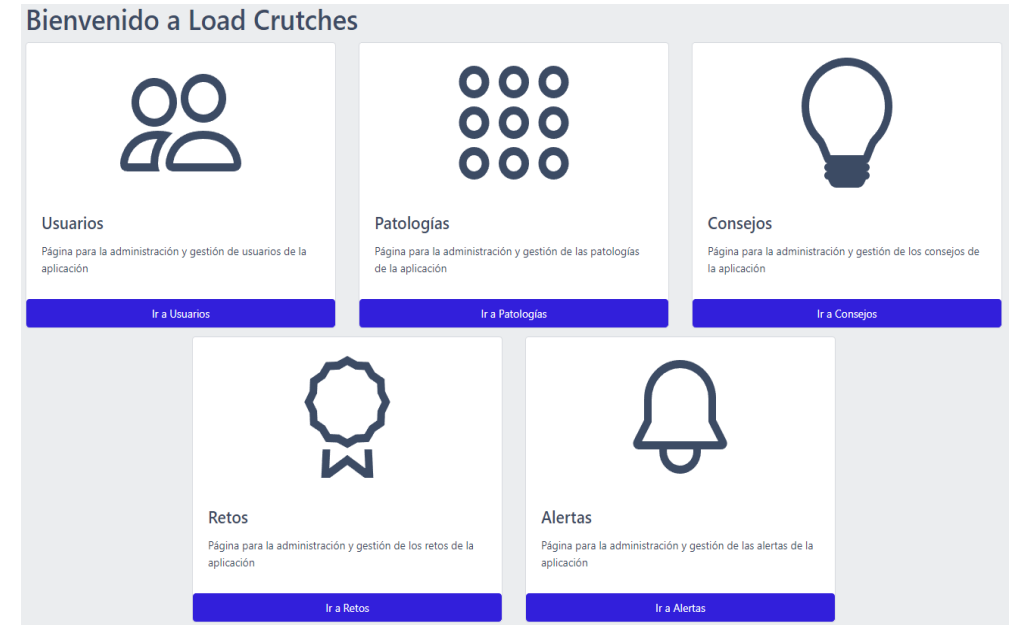 Bienvenido a Load Crutches
Usuarios
Página para la administración y gestión de usuarios de la
aplicación
Ir a Usuarios
Patologías
Página para la administración y gestión de las patologías
de la aplicación
Ir a Patologías
Consejos
Página para la administración y gestión de los consejos de
la aplicación
Ir a Consejos
Retos
Página para la administración y gestión de los retos de la
aplicación
Ir a Retos
Alertas
Página para la administración y gestión de las alertas de la
aplicación
Ir a Alertas